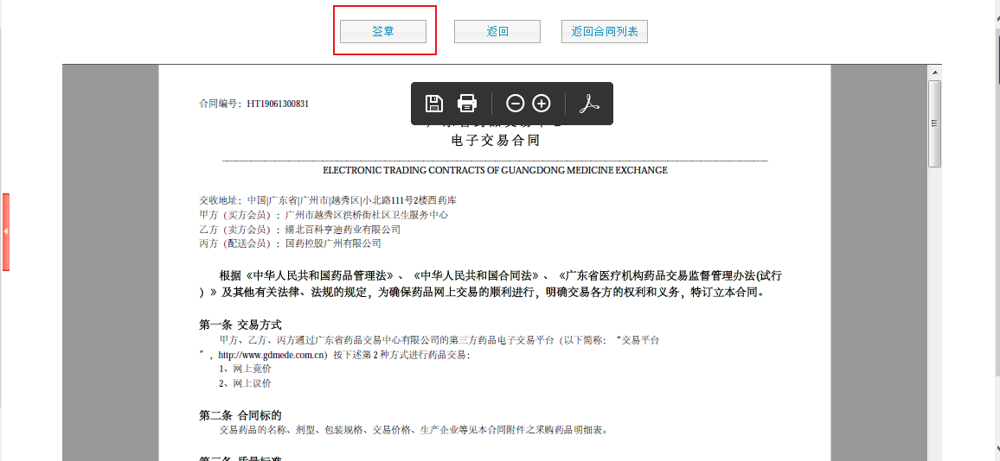 签章
返回
返回合同列表
合同编号：HT19061300831
电子交易合同
ELECTRONIC TRADING CONTRACTS OF GUANGDONG MEDICINE EXCHANGE
交收地址：中国|广东省|广州市|越秀区|小北路111号2楼西药库
甲方（买方会员）：广州市越秀区洪桥街社区卫生服务中心
乙方（卖方会员）：湖北百科亨迪药业有限公司
丙方（配送会员）：国药控股广州有限公司
根据《中华人民共和国药品管理法》、《中华人民共和国合同法》、《广东省医疗机构药品交易监督管理办法(试行
）》及其他有关法律、法规的规定，为确保药品网上交易的顺利进行，明确交易各方的权利和义务，特订立本合同。
第一条 交易方式
甲方、乙方、丙方通过广东省药品交易中心有限公司的第三方药品电子交易平台（以下简称：“交易平台
”，http://www.gdmede.com.cn）按下述第 2 种方式进行药品交易：
1、网上竞价
2、网上议价
第二条 合同标的
交易药品的名称、剂型、包装规格、交易价格、生产企业等见本合同附件之采购药品明细表。